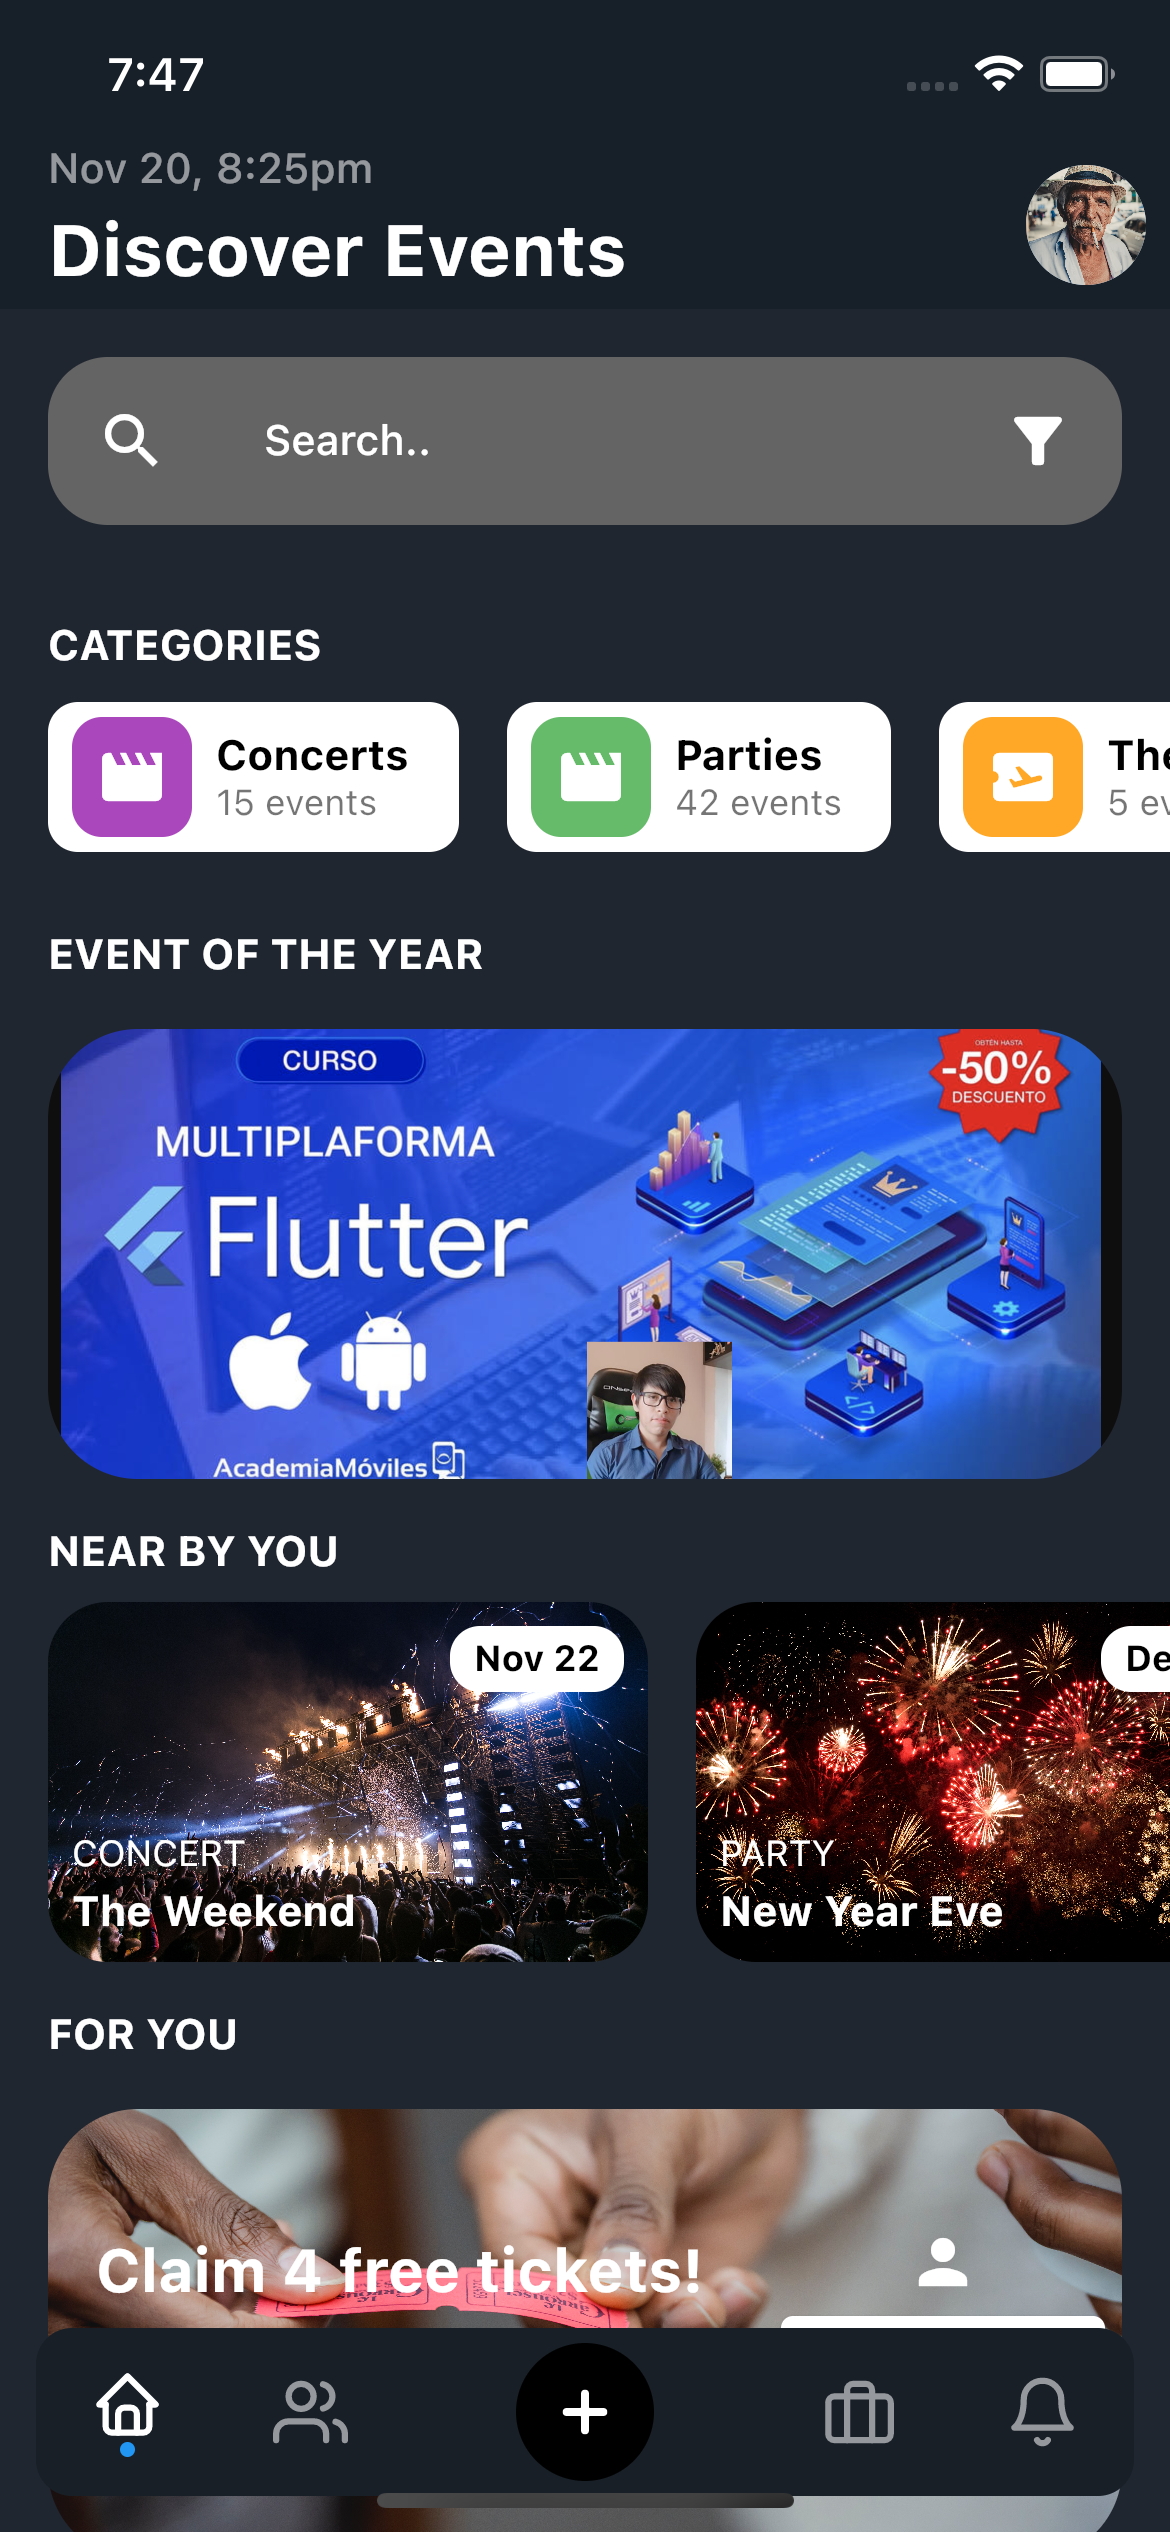 7:47
Nov 20, 8:25pm
Discover Events
Search..
CATEGORIES
Concerts
15 events
Parties
42 events
The
5 ev
EVENT OF THE YEAR
CURSO
OBTÉN HASTA
-50%
DESCUENTO
MULTIPLAFORMA
Flutter
AcademiaMóviles
NEAR BY YOU
Nov 22
CONCERT
The Weekend
De
PARTY
New Year Eve
FOR YOU
Claim 4 free tickets!